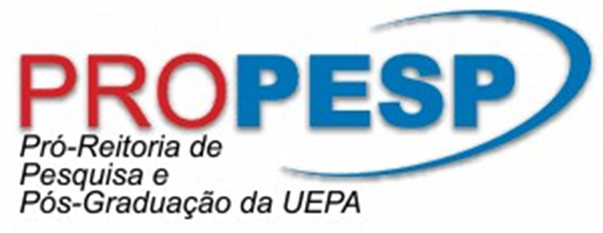 PROPESP
Pró-Reitoria de
Pesquisa e
Pós-Graduação da UEPA